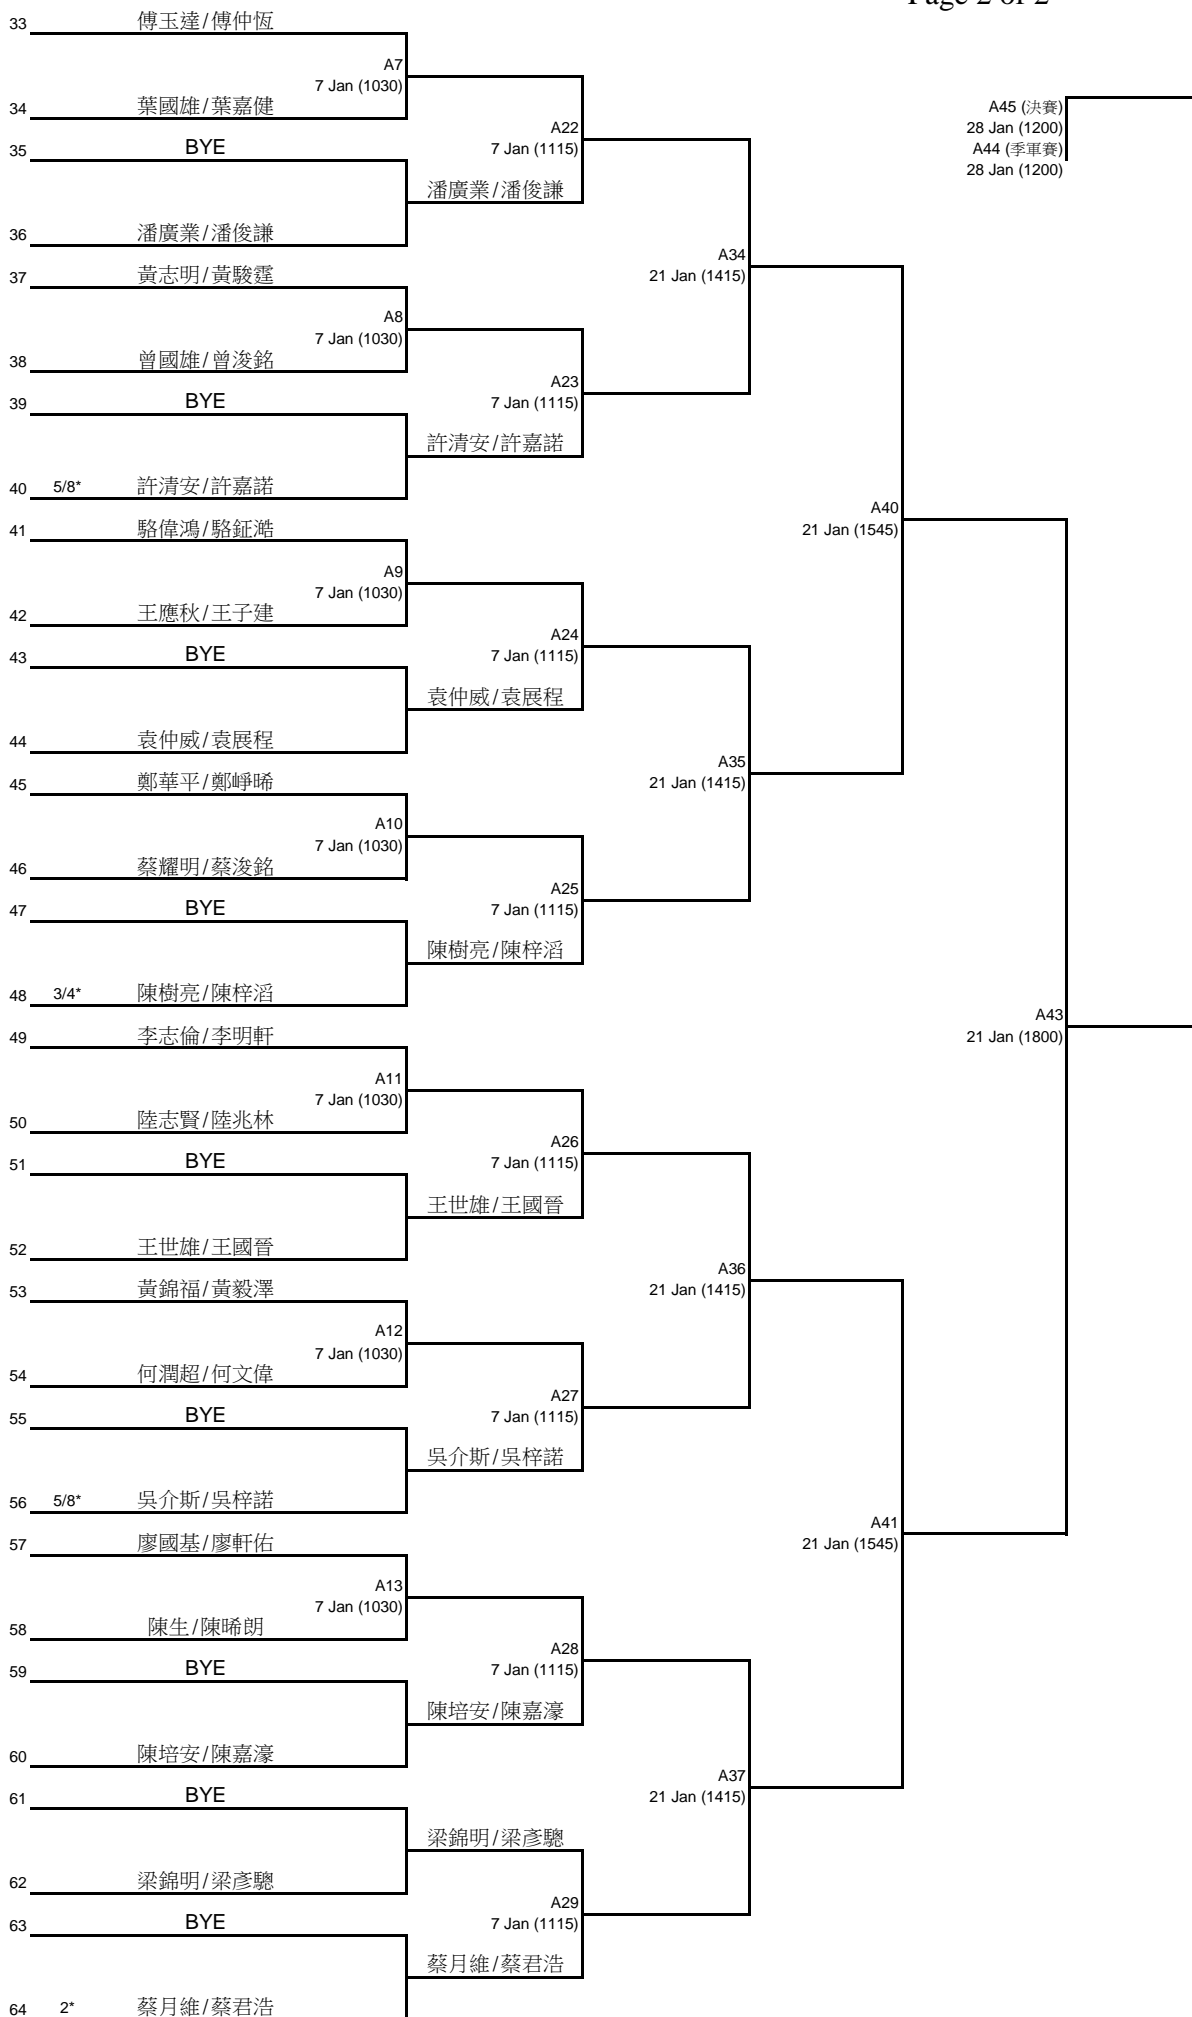 Page 2 of 2
33 傅玉達/傅仲恆
A7
7 Jan (1030)
34 葉國雄/葉嘉健
A45 (決賽)
28 Jan (1200)
A44 (季軍賽)
28 Jan (1200)
35 BYE
A22
7 Jan (1115)
潘廣業/潘俊謙
36 潘廣業/潘俊謙
A34
21 Jan (1415)
37 黃志明/黃駿霆
A8
7 Jan (1030)
38 曾國雄/曾浚銘
A23
7 Jan (1115)
39 BYE
許清安/許嘉諾
40 5/8* 許清安/許嘉諾
A40
21 Jan (1545)
41 駱偉鴻/駱鉦澔
A9
7 Jan (1030)
42 王應秋/王子建
A24
7 Jan (1115)
43 BYE
袁仲威/袁展程
44 袁仲威/袁展程
A35
21 Jan (1415)
45 鄭華平/鄭崢晞
A10
7 Jan (1030)
46 蔡耀明/蔡浚銘
A25
7 Jan (1115)
47 BYE
陳樹亮/陳梓滔
48 3/4* 陳樹亮/陳梓滔
A43
21 Jan (1800)
49 李志倫/李明軒
A11
7 Jan (1030)
50 陸志賢/陸兆林
A26
7 Jan (1115)
51 BYE
王世雄/王國晉
52 王世雄/王國晉
A36
21 Jan (1415)
53 黃錦福/黃毅澤
A12
7 Jan (1030)
54 何潤超/何文偉
A27
7 Jan (1115)
55 BYE
吳介斯/吳梓諾
56 5/8* 吳介斯/吳梓諾
A41
21 Jan (1545)
57 廖國基/廖軒佑
A13
7 Jan (1030)
58 陳生/陳晞朗
A28
7 Jan (1115)
59 BYE
陳培安/陳嘉濠
60 陳培安/陳嘉濠
A37
21 Jan (1415)
61 BYE
梁錦明/梁彥驄
62 梁錦明/梁彥驄
A29
7 Jan (1115)
63 BYE
蔡月維/蔡君浩
64 2* 蔡月維/蔡君浩